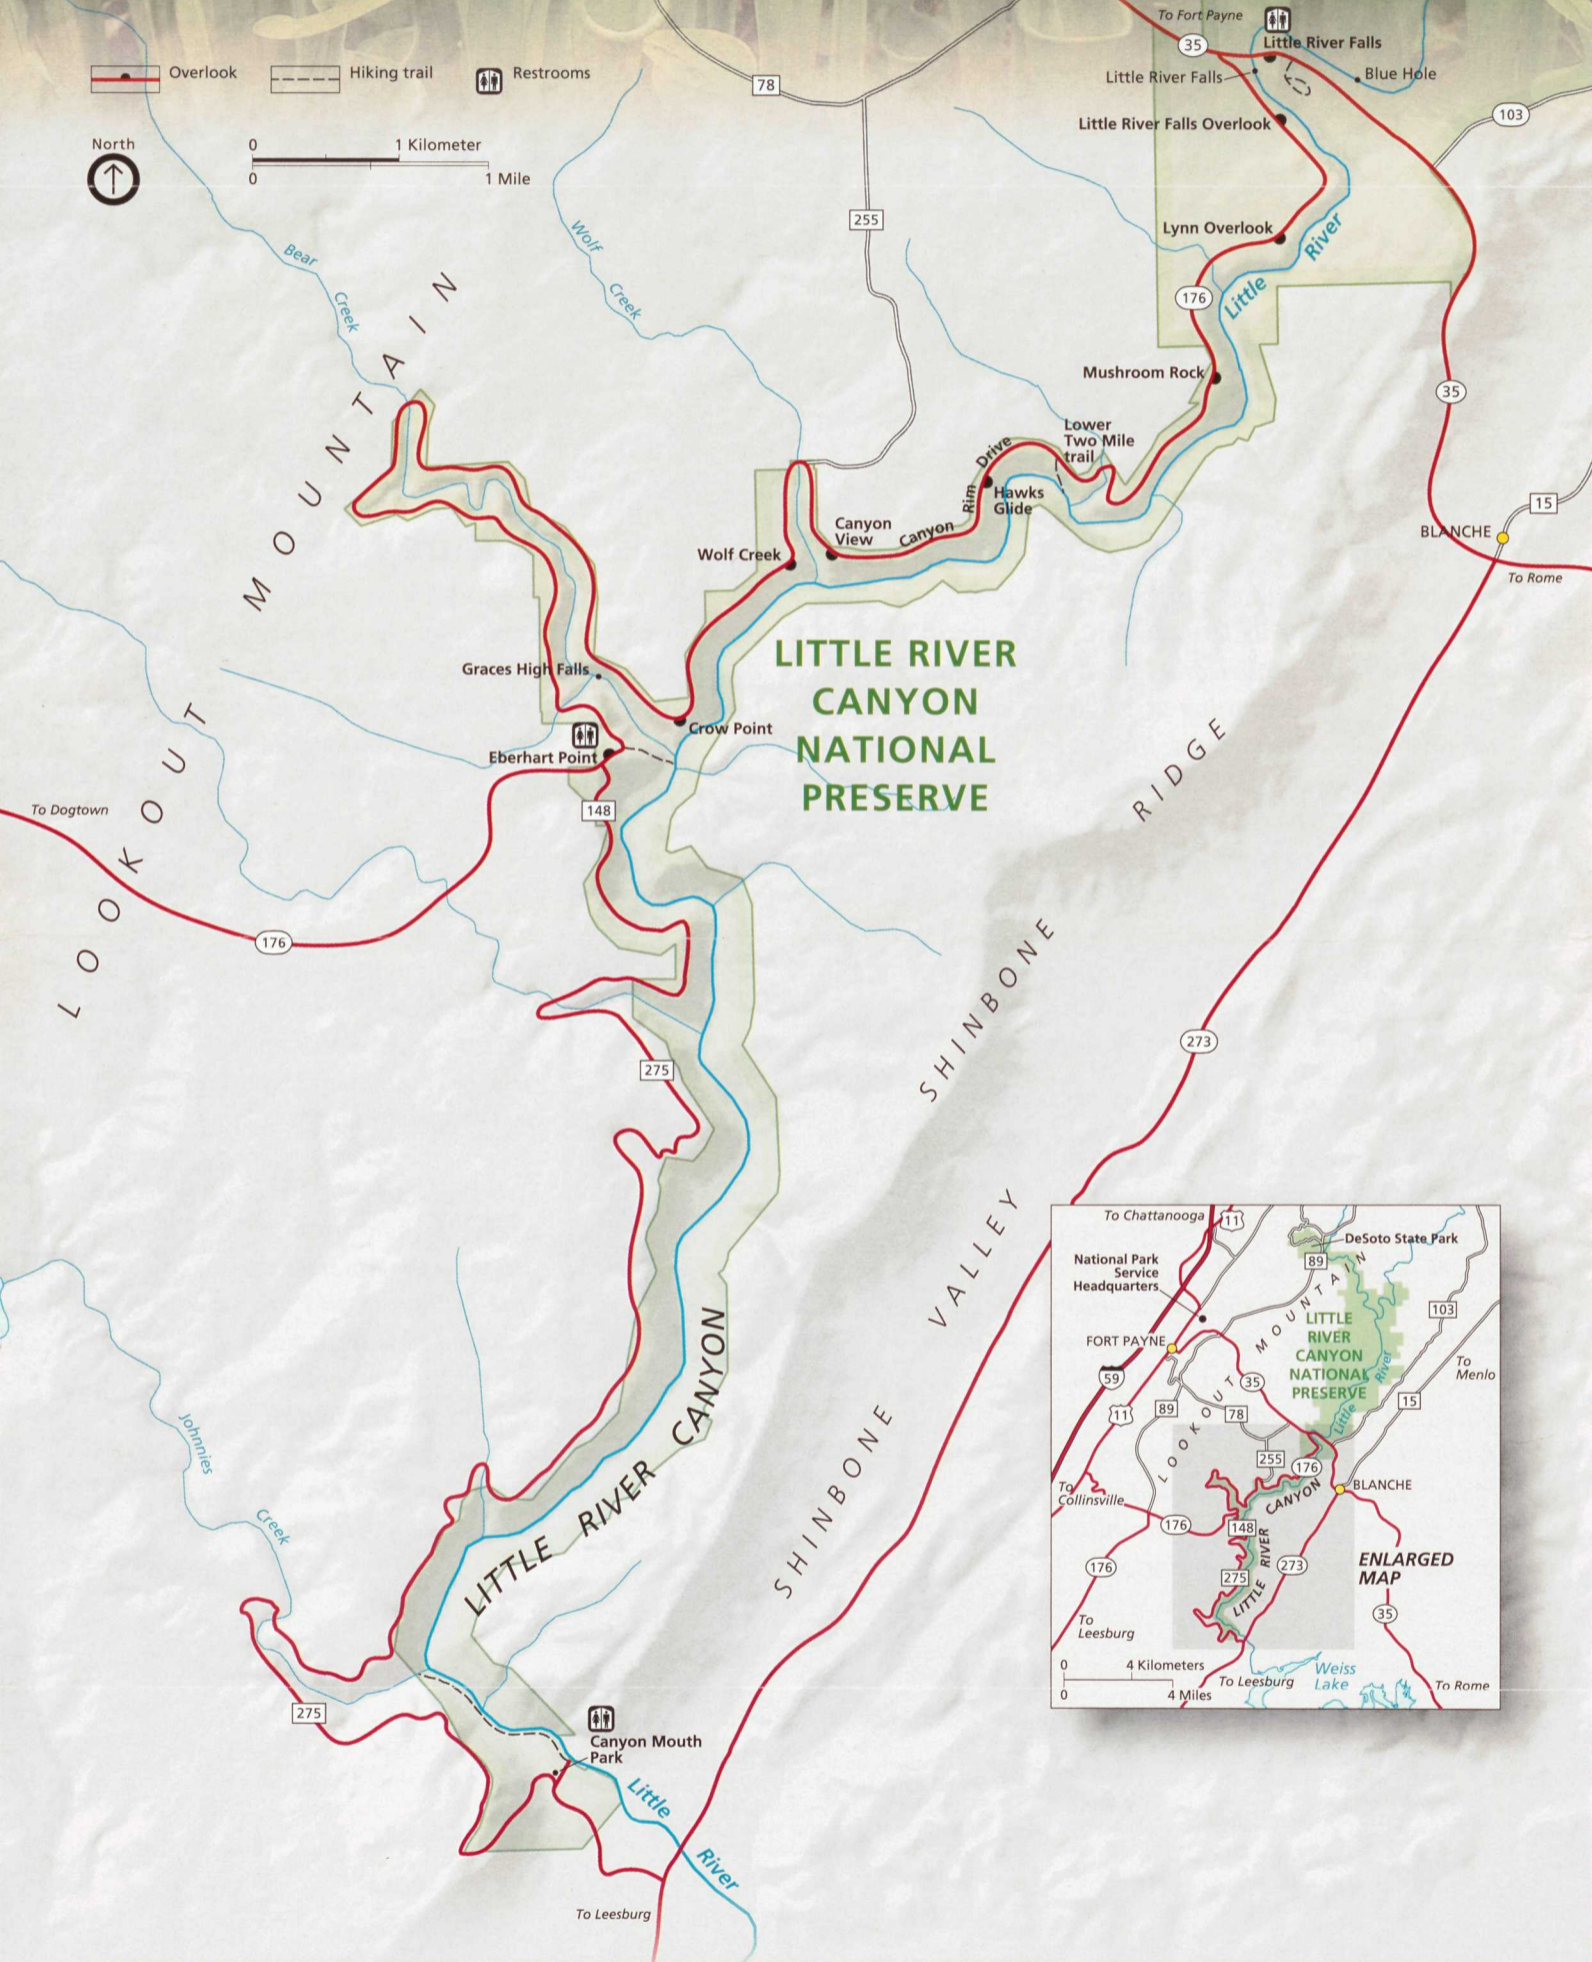 Overlook
Hiking trail
Restrooms
North
0
1 Kilometer
0
1 Mile
To Fort Payne
35
Little River Falls
Little River Falls
Blue Hole
78
103
Little River Falls Overlook
255
Lynn Overlook
Little River
176
Bear Creek
Wolf Creek
Mushroom Rock
35
Lower
Two Mile
trail
Canyon Rim Drive
Hawks
Glide
Canyon
View
Wolf Creek
15
BLANCHE
To Rome
LOOKOUT MOUNTAIN
LITTLE RIVER
CANYON
NATIONAL
PRESERVE
Graces High Falls
Crow Point
Eberhart Point
148
To Dogtown
176
SHINBONE RIDGE
273
275
SHINBONE VALLEY
LITTLE RIVER CANYON
Johnnies Creek
275
Canyon Mouth
Park
Little River
To Leesburg
To Chattanooga
11
DeSoto State Park
89
National Park
Service
Headquarters
LOOKOUT MOUNTAIN
103
LITTLE
RIVER
CANYON
NATIONAL
PRESERVE
FORT PAYNE
Little River
To
Menlo
59
35
11
89
78
15
255
176
To
Collinsville
BLANCHE
176
148
LITTLE RIVER CANYON
ENLARGED
MAP
176
273
275
35
To
Leesburg
0
4 Kilometers
0
4 Miles
To Leesburg
Weiss
Lake
To Rome